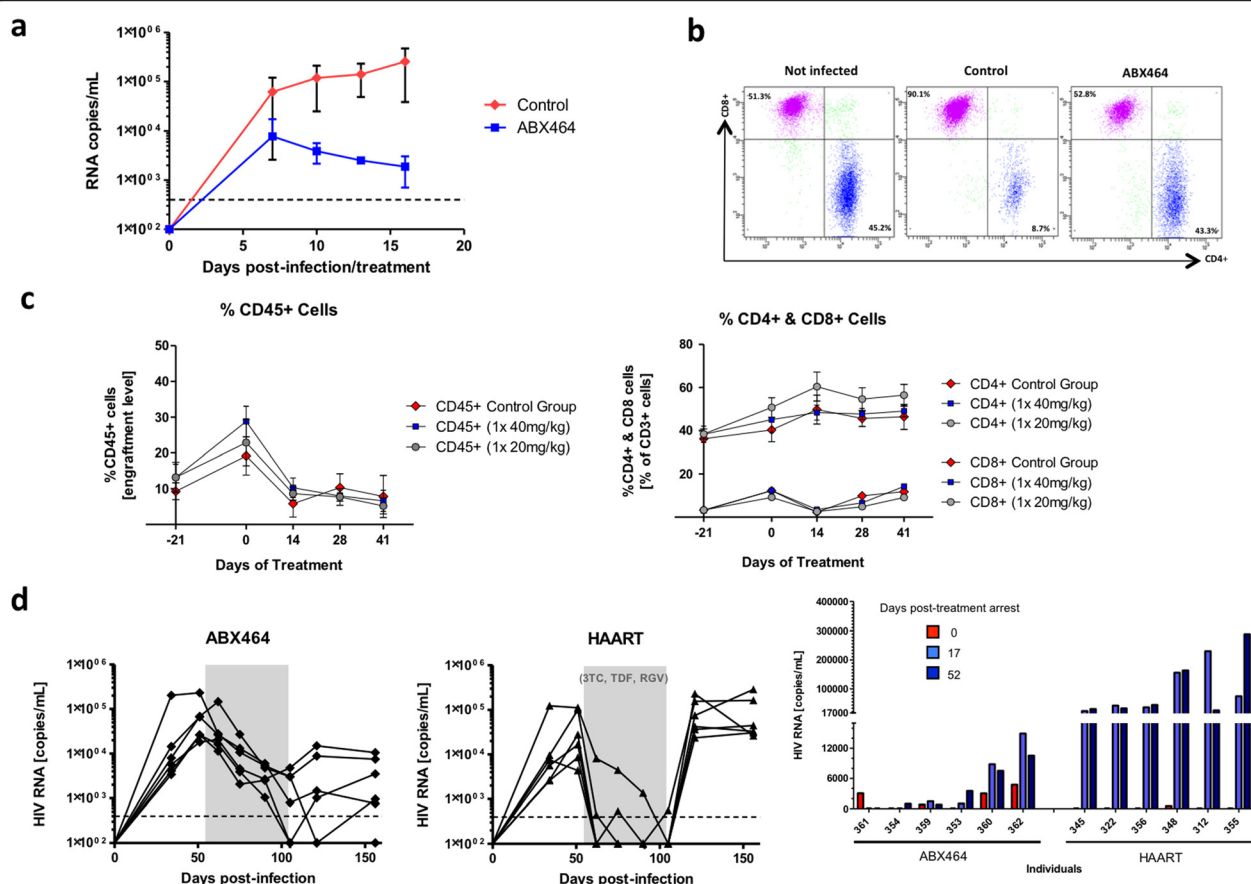 a
1×10^06
1×10^05
1×10^04
1×10^03
1×10^02
RNA copies/mL
0 5 10 15 20
Days post-infection/treatment
Control
ABX464
b
Not infected Control ABX464
51.3% 90.1% 52.8%
45.2% 8.7% 43.3%
CD8+
CD4+
c
% CD45+ Cells
50
40
30
20
10
%CD45+ cells
[engraftment level]
-21 0 14 28 41
Days of Treatment
CD45+ Control Group
CD45+ (1x 40mg/kg)
CD45+ (1x 20mg/kg)
% CD4+ & CD8+ Cells
80
60
40
20
%CD4+ & CD8 cells
[% of CD3+ cells]
-21 0 14 28 41
Days of Treatment
CD4+ Control Group
CD4+ (1x 40mg/kg)
CD4+ (1x 20mg/kg)
CD8+ Control Group
CD8+ (1x 40mg/kg)
CD8+ (1x 20mg/kg)
d
ABX464
1×10^06
1×10^05
1×10^04
1×10^03
1×10^02
HIV RNA [copies/mL]
0 50 100 150
Days post-infection
HAART
(3TC, TDF, RGV)
1×10^06
1×10^05
1×10^04
1×10^03
1×10^02
HIV RNA [copies/mL]
0 50 100 150
Days post-infection
Days post-treatment arrest
0
17
52
400000
300000
200000
100000
17000
12000
6000
0
HIV RNA [copies/mL]
361 354 359 353 360 362 345 322 356 348 312 355
ABX464 Individuals HAART